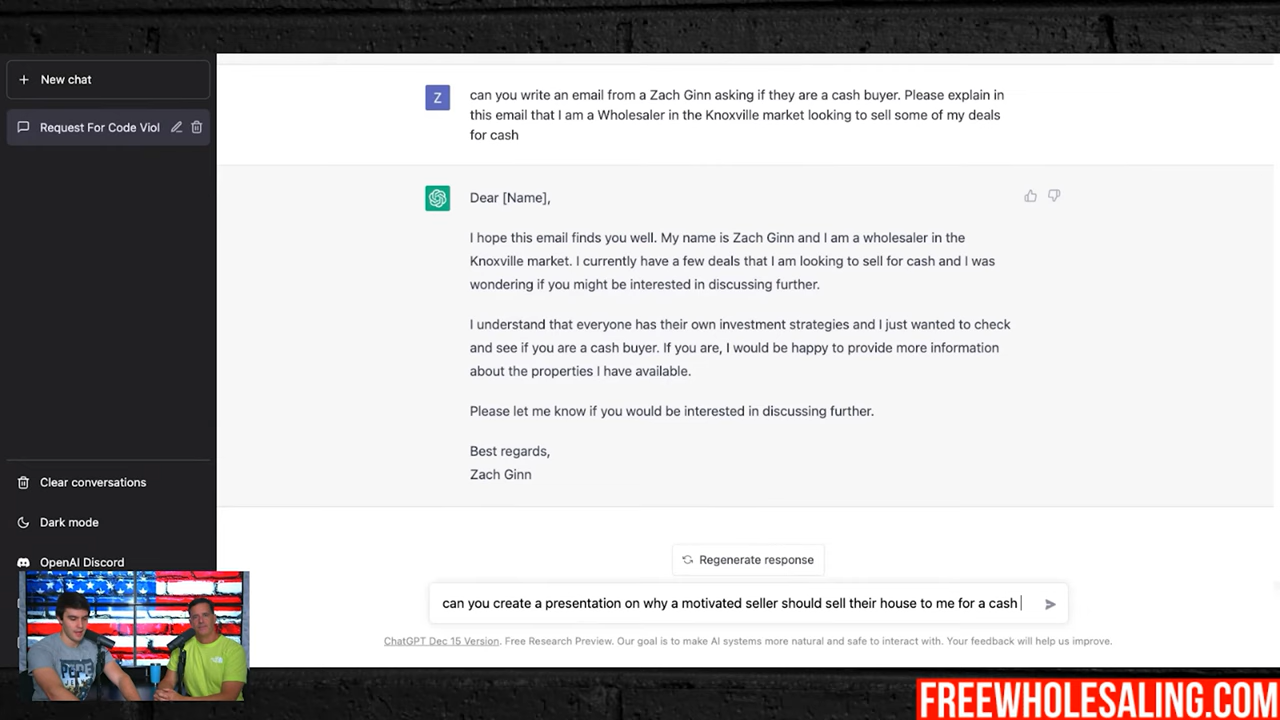 New chat
Request For Code Viol
Z
can you write an email from a Zach Ginn asking if they are a cash buyer. Please explain in
this email that I am a Wholesaler in the Knoxville market looking to sell some of my deals
for cash
Dear [Name],
I hope this email finds you well. My name is Zach Ginn and I am a wholesaler in the
Knoxville market. I currently have a few deals that I am looking to sell for cash and I was
wondering if you might be interested in discussing further.
I understand that everyone has their own investment strategies and I just wanted to check
and see if you are a cash buyer. If you are, I would be happy to provide more information
about the properties I have available.
Please let me know if you would be interested in discussing further.
Best regards,
Zach Ginn
Clear conversations
Dark mode
OpenAI Discord
Regenerate response
can you create a presentation on why a motivated seller should sell their house to me for a cash
ChatGPT Dec 15 Version. Free Research Preview. Our goal is to make AI systems more natural and safe to interact with. Your feedback will help us improve.
FREEWHOLESALING.COM